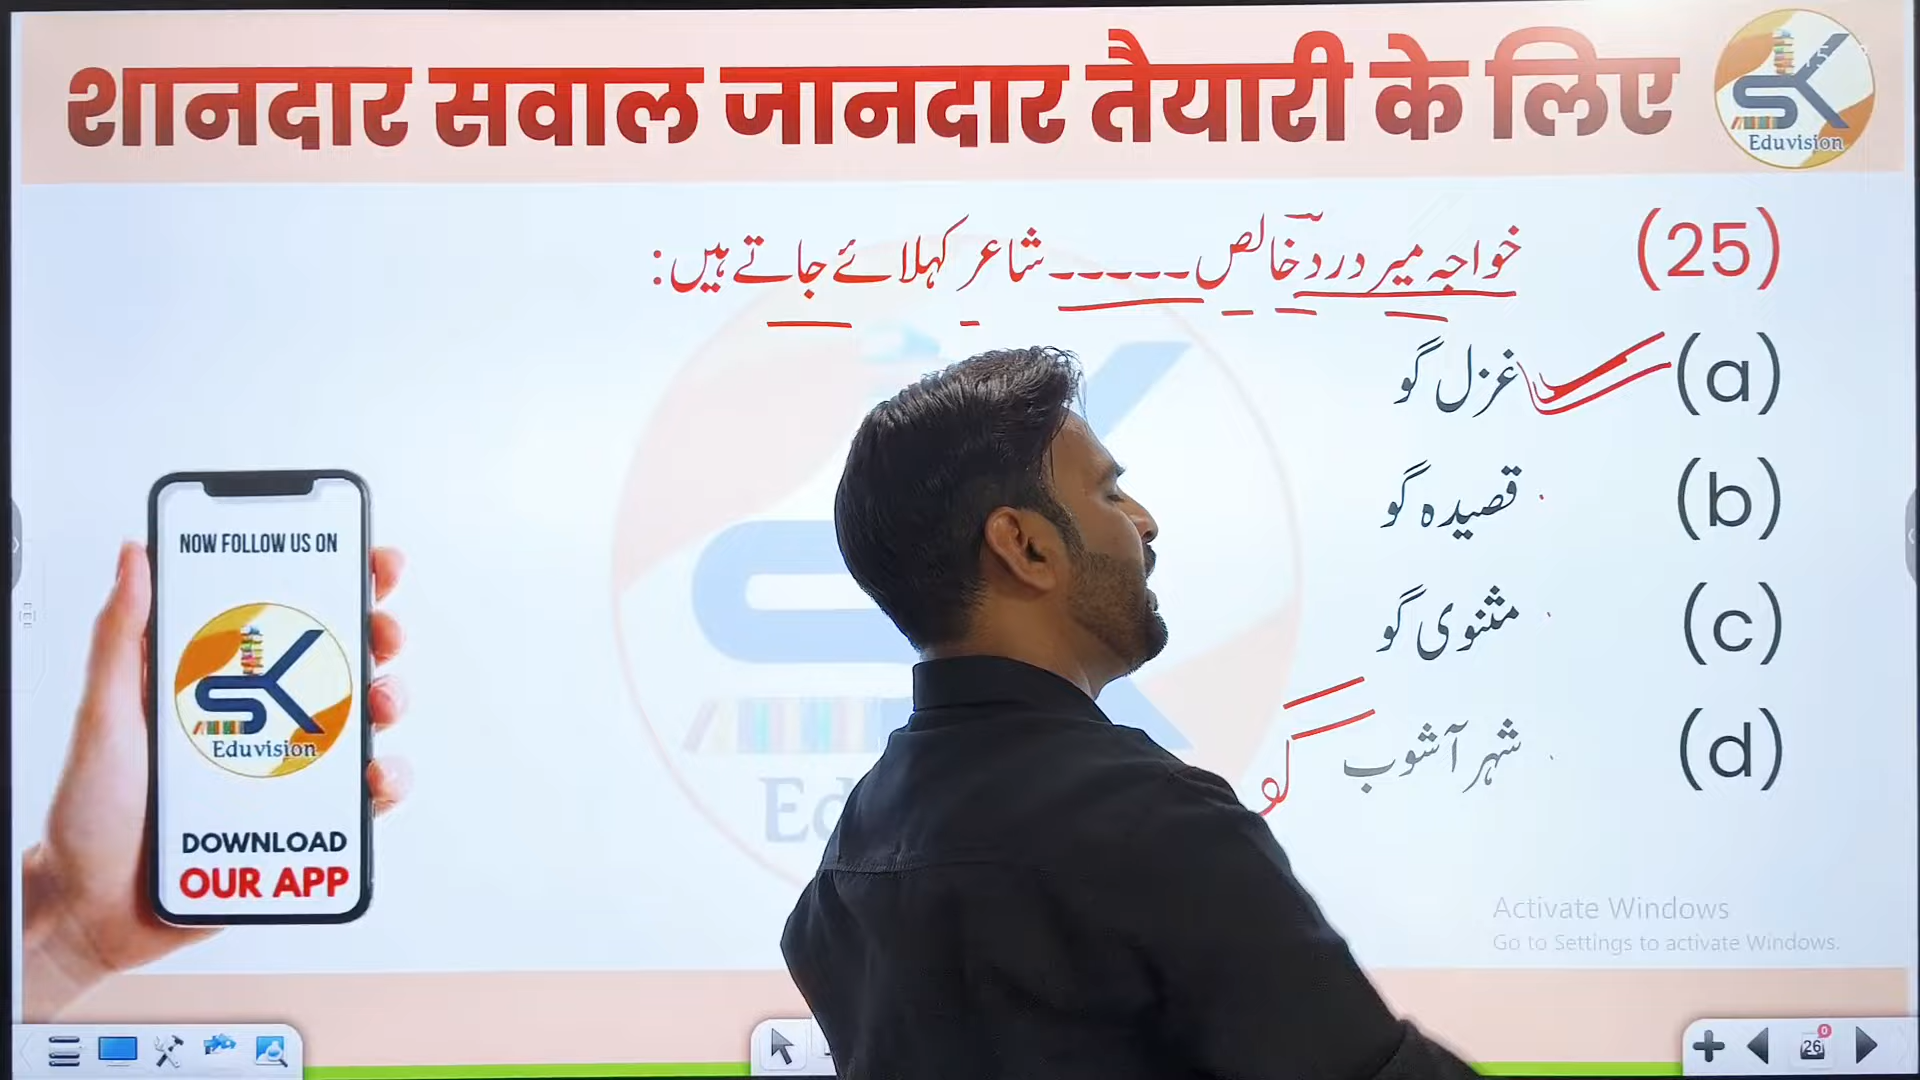 शानदार सवाल जानदार तैयारी के लिए
SK
Eduvision
(25) خواجہ میر درد خالص ----- شاعر کہلائے جاتے ہیں:
(a) غزل گو
(b) قصیدہ گو
(c) مثنوی گو
(d) شہر آشوب گو
NOW FOLLOW US ON
SK
Eduvision
DOWNLOAD
OUR APP
Activate Windows
Go to Settings to activate Windows.
0
26